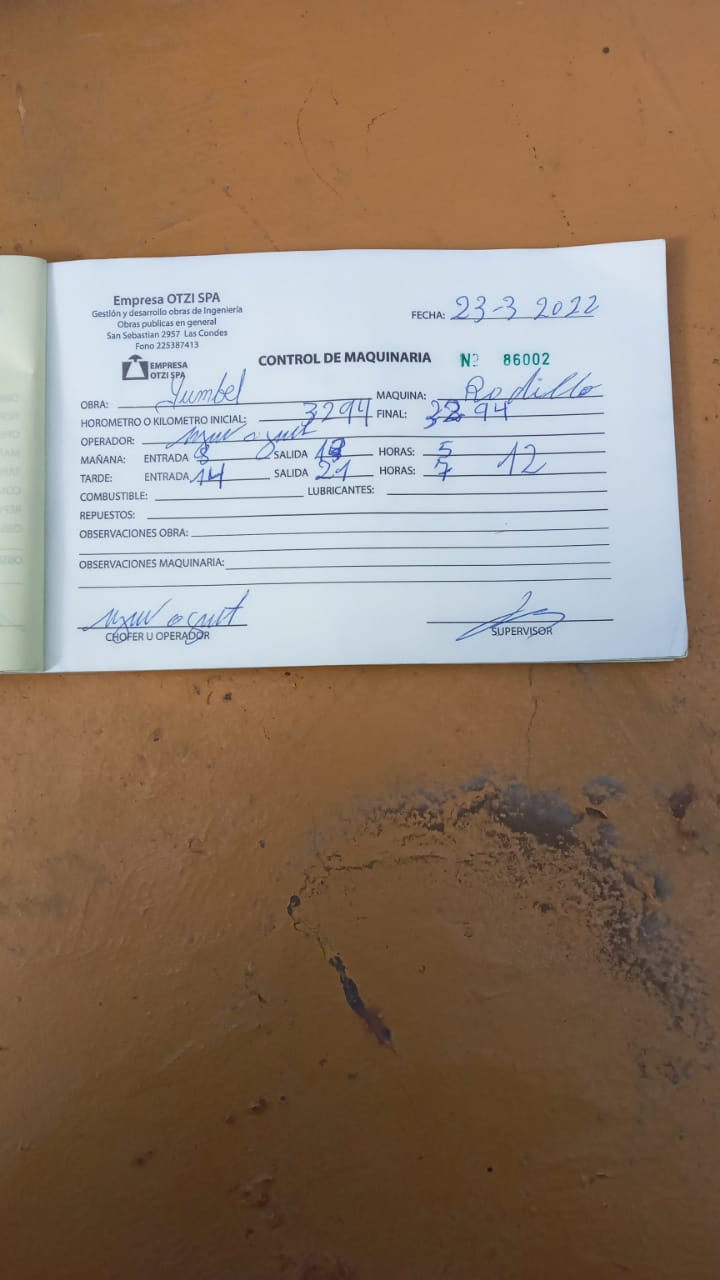 Empresa OTZI SPA
Gestión y desarrollo obras de Ingeniería
Obras publicas en general
San Sebastian 2957 Las Condes
Fono 225387413
EMPRESA
OTZI SPA
FECHA: 23-3 2022
CONTROL DE MAQUINARIA Nº 86002
OBRA: Yumbel MAQUINA: Rodillo
HOROMETRO O KILOMETRO INICIAL: 3294 FINAL: 3294
OPERADOR:
MAÑANA: ENTRADA 8 SALIDA 13 HORAS: 5
TARDE: ENTRADA 14 SALIDA 21 HORAS: 7 12
COMBUSTIBLE: LUBRICANTES:
REPUESTOS:
OBSERVACIONES OBRA:
OBSERVACIONES MAQUINARIA:
CHOFER U OPERADOR SUPERVISOR